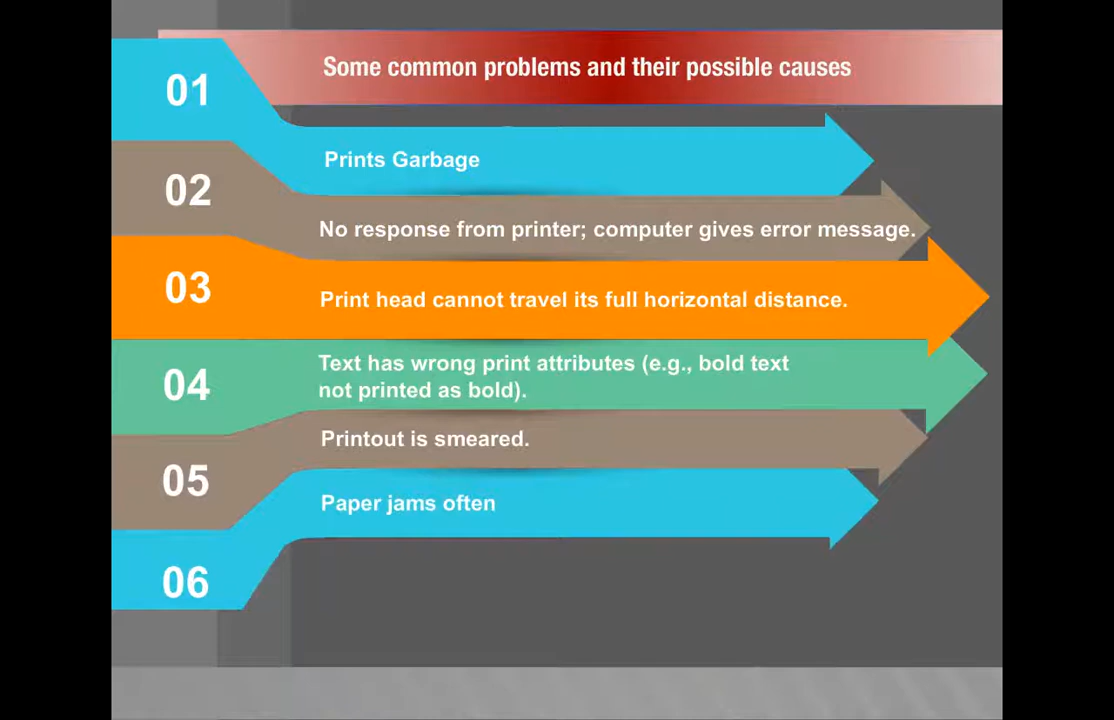 Some common problems and their possible causes
01
Prints Garbage
02
No response from printer; computer gives error message.
03
Print head cannot travel its full horizontal distance.
04
Text has wrong print attributes (e.g., bold text
not printed as bold).
05
Printout is smeared.
06
Paper jams often